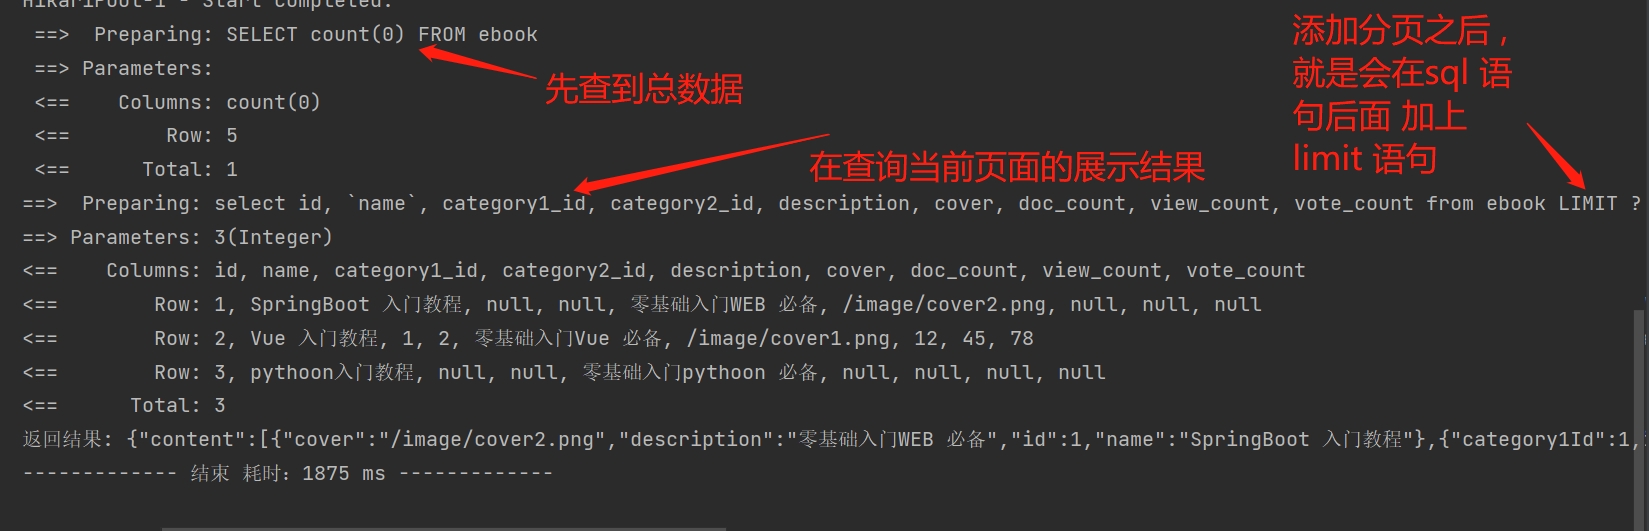 HikariPool-1 - Start completed.
==>  Preparing: SELECT count(0) FROM ebook
==> Parameters:
<==    Columns: count(0)
<==        Row: 5
<==      Total: 1
==>  Preparing: select id, `name`, category1_id, category2_id, description, cover, doc_count, view_count, vote_count from ebook LIMIT ?
==> Parameters: 3(Integer)
<==    Columns: id, name, category1_id, category2_id, description, cover, doc_count, view_count, vote_count
<==        Row: 1, SpringBoot 入门教程, null, null, 零基础入门WEB 必备, /image/cover2.png, null, null, null
<==        Row: 2, Vue 入门教程, 1, 2, 零基础入门Vue 必备, /image/cover1.png, 12, 45, 78
<==        Row: 3, pythoon入门教程, null, null, 零基础入门pythoon 必备, null, null, null, null
<==      Total: 3
返回结果: {"content":[{"cover":"/image/cover2.png","description":"零基础入门WEB 必备","id":1,"name":"SpringBoot 入门教程"},{"category1Id":1,
------------- 结束 耗时：1875 ms -------------
先查到总数据
在查询当前页面的展示结果
添加分页之后，
就是会在sql 语
句后面 加上
limit 语句